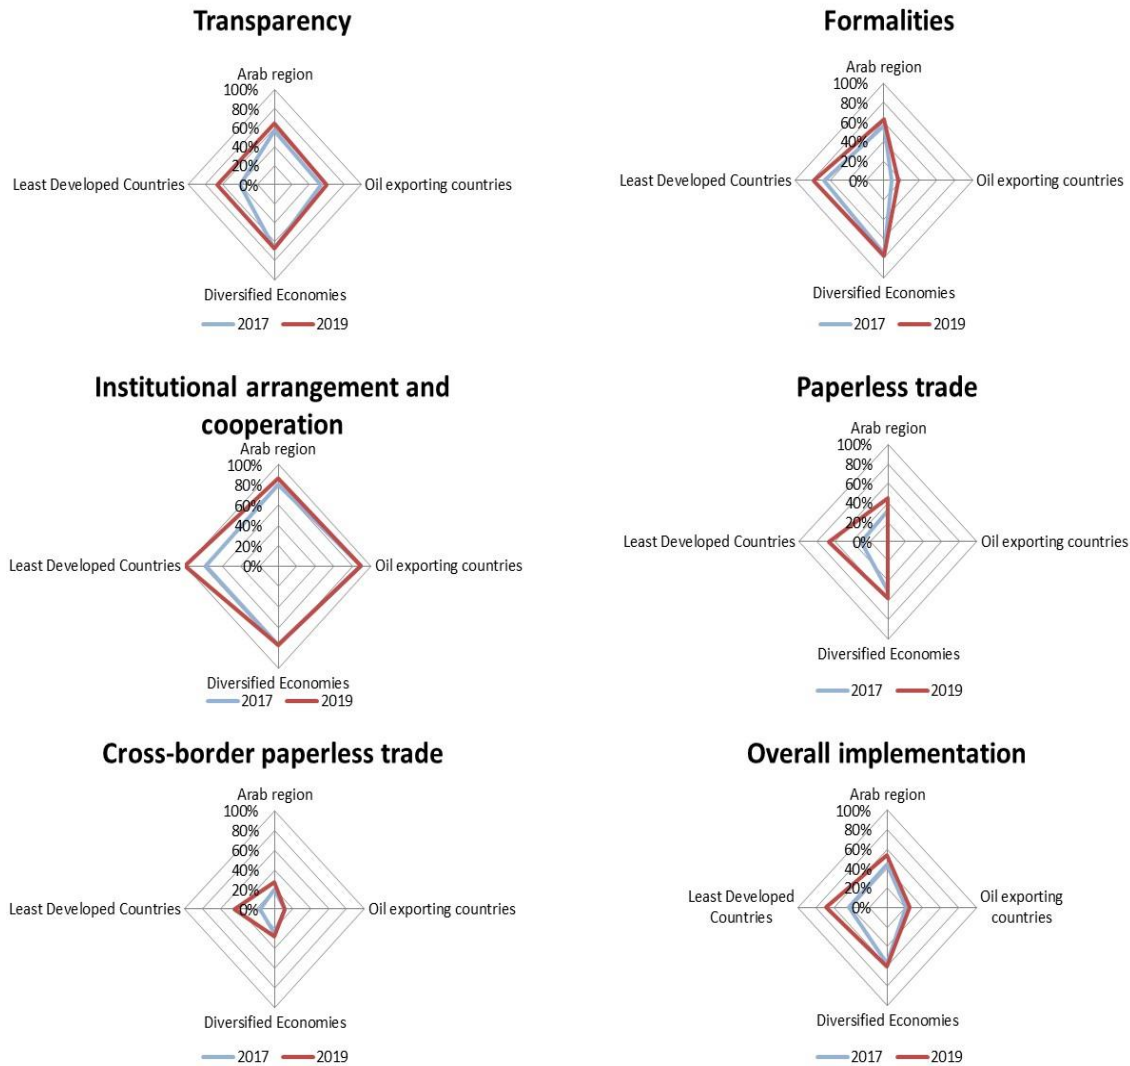 Transparency
Arab region
100%
80%
60%
40%
20%
0%
Least Developed Countries
Oil exporting countries
Diversified Economies
2017 2019
Formalities
Arab region
100%
80%
60%
40%
20%
0%
Least Developed Countries
Oil exporting countries
Diversified Economies
2017 2019
Institutional arrangement and
cooperation
Arab region
100%
80%
60%
40%
20%
0%
Least Developed Countries
Oil exporting countries
Diversified Economies
2017 2019
Paperless trade
Arab region
100%
80%
60%
40%
20%
0%
Least Developed Countries
Oil exporting countries
Diversified Economies
2017 2019
Cross-border paperless trade
Arab region
100%
80%
60%
40%
20%
0%
Least Developed Countries
Oil exporting countries
Diversified Economies
2017 2019
Overall implementation
Arab region
100%
80%
60%
40%
20%
0%
Least Developed
Countries
Oil exporting
countries
Diversified Economies
2017 2019